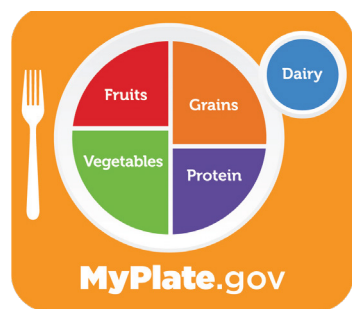 Dairy
Fruits
Grains
Vegetables
Protein
MyPlate.gov